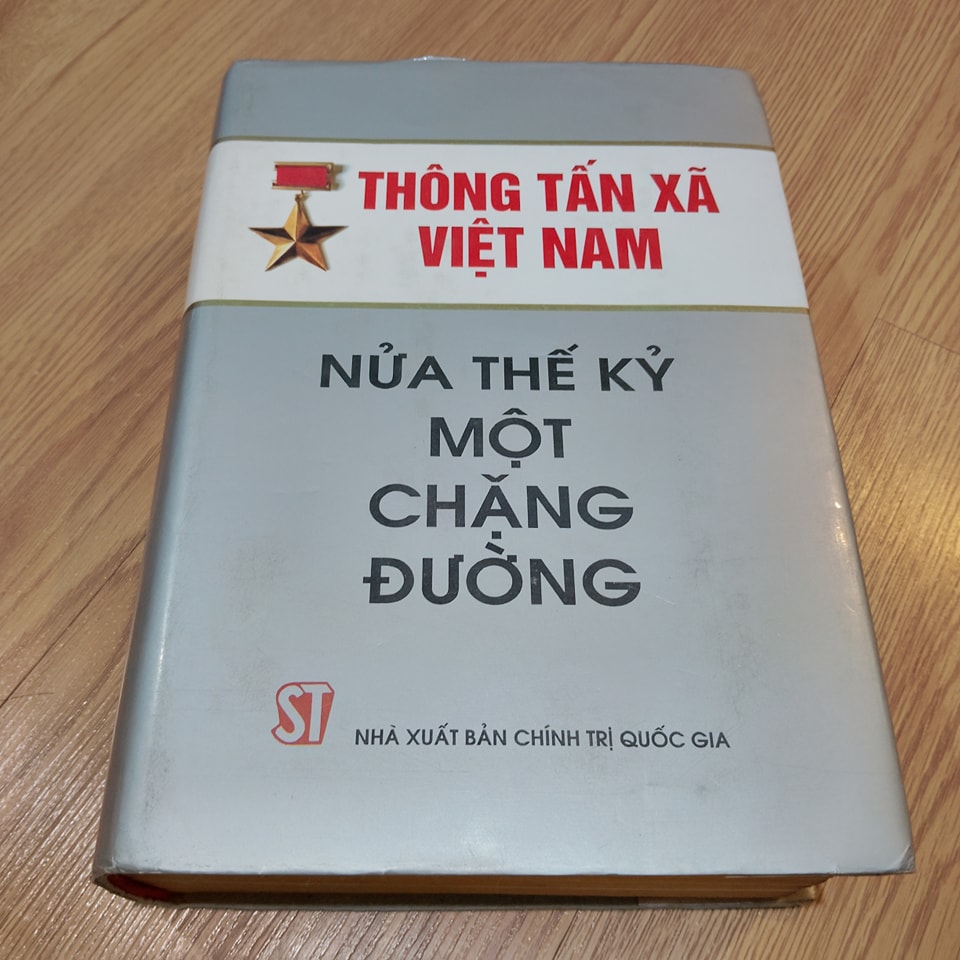 THÔNG TẤN XÃ
VIỆT NAM
NỬA THẾ KỶ
MỘT
CHẶNG
ĐƯỜNG
ST
NHÀ XUẤT BẢN CHÍNH TRỊ QUỐC GIA